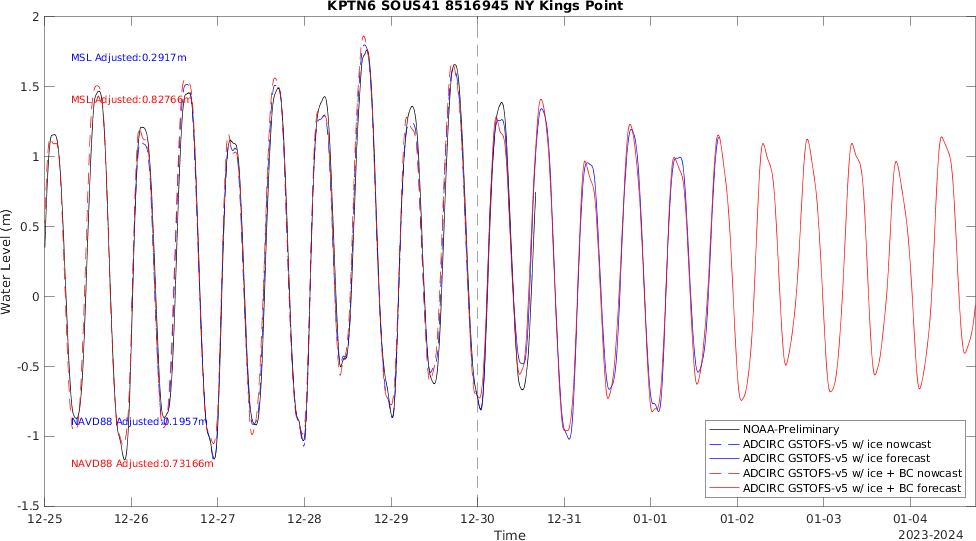 KPTN6 SOUS41 8516945 NY Kings Point
2
1.5
1
0.5
0
-0.5
-1
-1.5
Water Level (m)
MSL Adjusted:0.2917m
MSL Adjusted:0.82766m
NAVD88 Adjusted:0.1957m
NAVD88 Adjusted:0.73166m
NOAA-Preliminary
ADCIRC GSTOFS-v5 w/ ice nowcast
ADCIRC GSTOFS-v5 w/ ice forecast
ADCIRC GSTOFS-v5 w/ ice + BC nowcast
ADCIRC GSTOFS-v5 w/ ice + BC forecast
12-25 12-26 12-27 12-28 12-29 12-30 12-31 01-01 01-02 01-03 01-04
Time
2023-2024